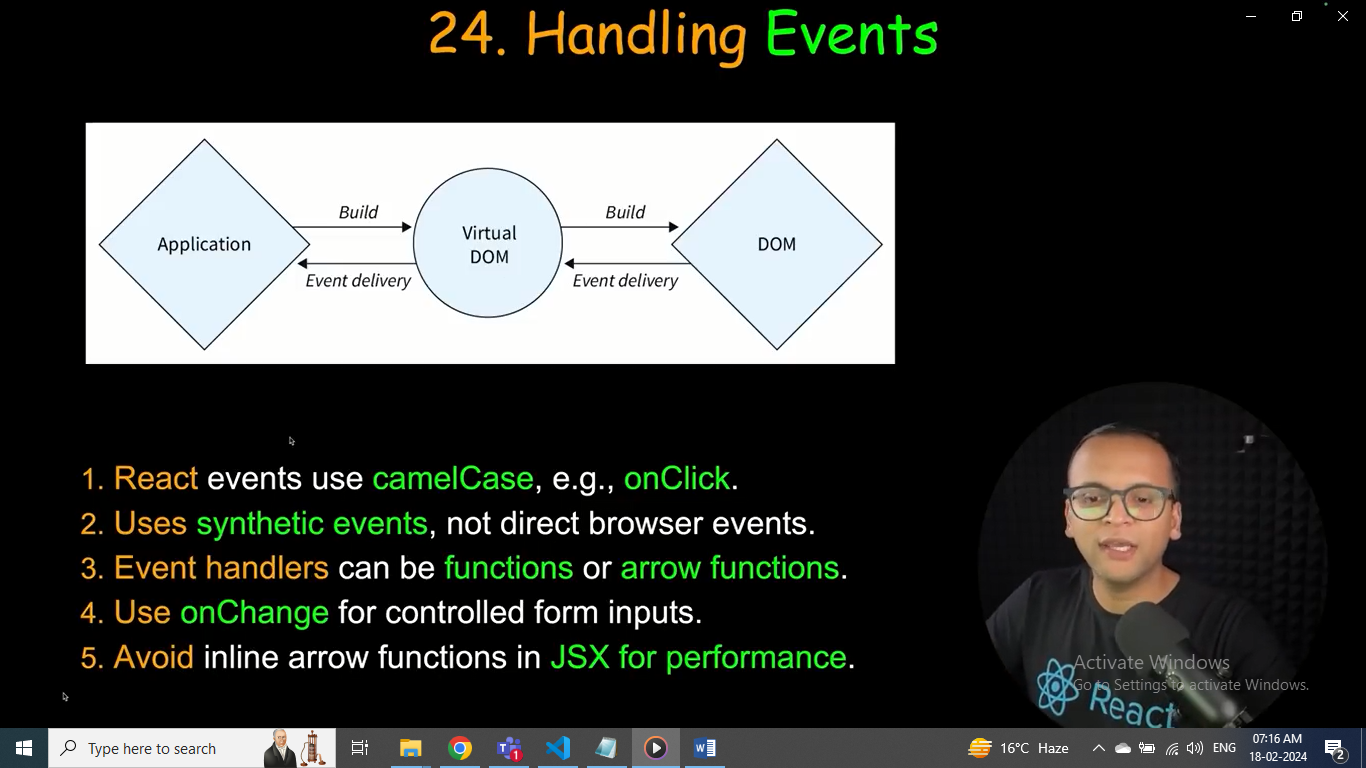 24. Handling Events
Application
Build
Event delivery
Virtual
DOM
Build
Event delivery
DOM
1. React events use camelCase, e.g., onClick.
2. Uses synthetic events, not direct browser events.
3. Event handlers can be functions or arrow functions.
4. Use onChange for controlled form inputs.
5. Avoid inline arrow functions in JSX for performance.
React
Activate Windows
Go to Settings to activate Windows.
Type here to search
1
W
16°C Haze
ENG
07:16 AM
18-02-2024
2